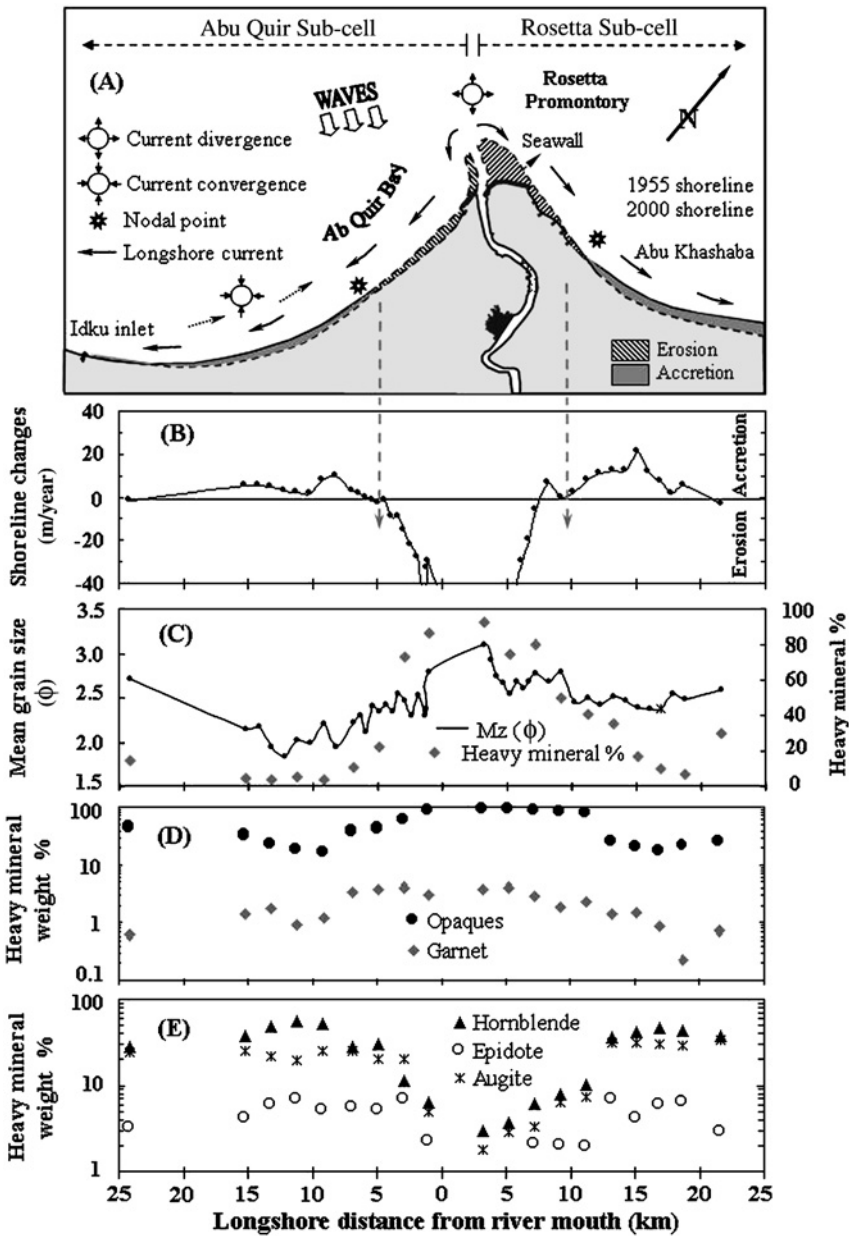 Abu Quir Sub-cell
Rosetta Sub-cell
(A)
WAVES
Rosetta
Promontory
N
Current divergence
Seawall
Current convergence
1955 shoreline
2000 shoreline
Ab Quir Bay
Nodal point
Longshore current
Abu Khashaba
Idku inlet
Erosion
Accretion
Shoreline changes
(m/year)
40
20
0
-20
-40
(B)
Erosion Accretion
Mean grain size
(ϕ)
3.5
3.0
2.5
2.0
1.5
(C)
Mz (ϕ)
Heavy mineral %
100
80
60
40
20
0
Heavy mineral %
Heavy mineral
weight %
100
10
1
0.1
(D)
Opaques
Garnet
Heavy mineral
weight %
100
10
1
(E)
Hornblende
Epidote
Augite
25 20 15 10 5 0 5 10 15 20 25
Longshore distance from river mouth (km)